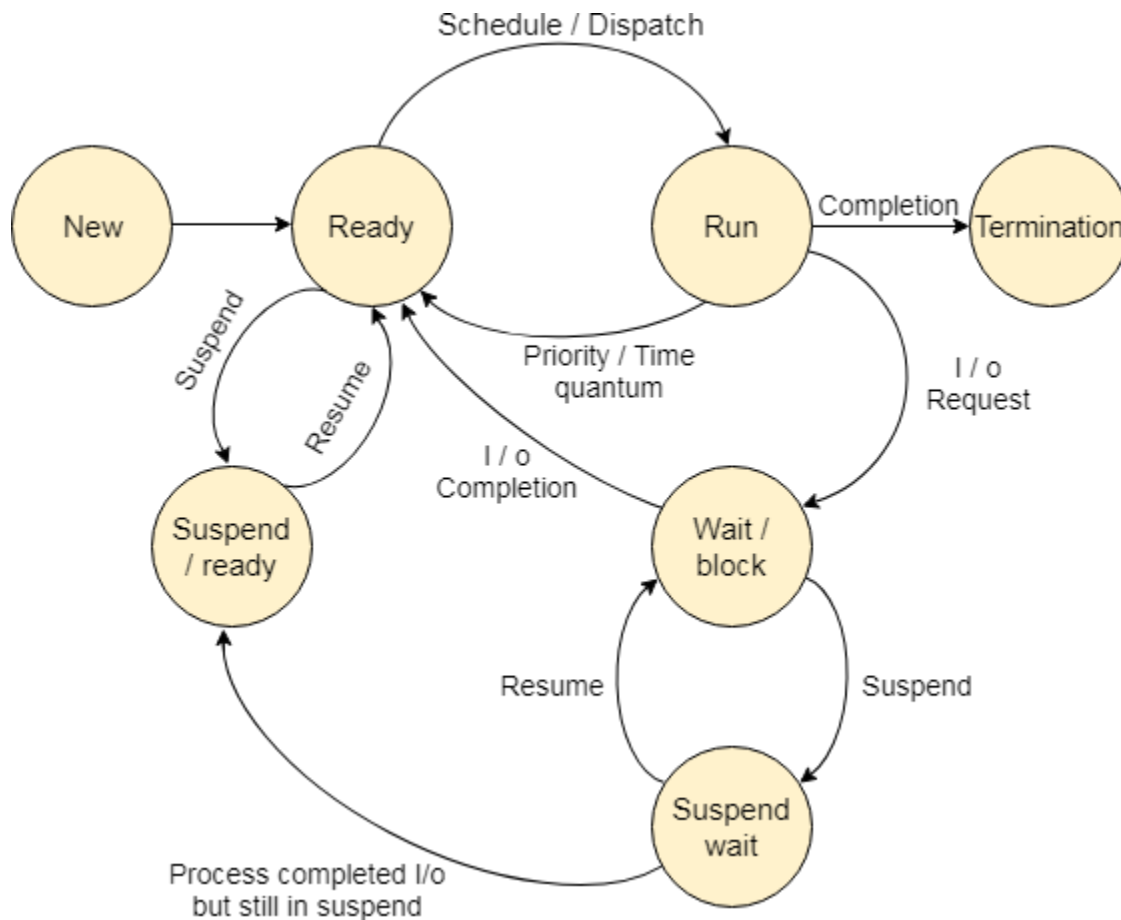 Schedule / Dispatch
New
Ready
Run
Completion
Termination
Suspend
Resume
Priority / Time
quantum
I / o
Request
I / o
Completion
Suspend
/ ready
Wait /
block
Resume
Suspend
Suspend
wait
Process completed I/o
but still in suspend